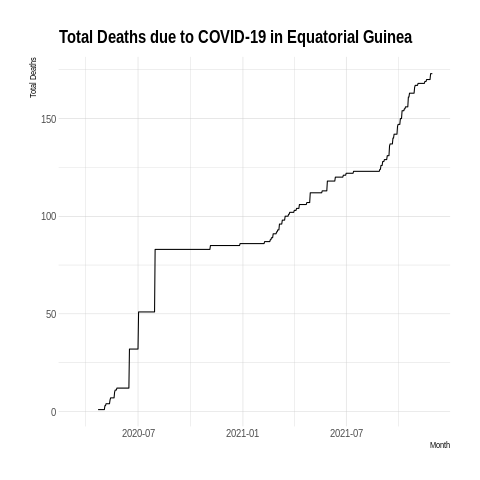 Total Deaths due to COVID-19 in Equatorial Guinea
Total Deaths
150
100
50
0
2020-07 2021-01 2021-07
Month